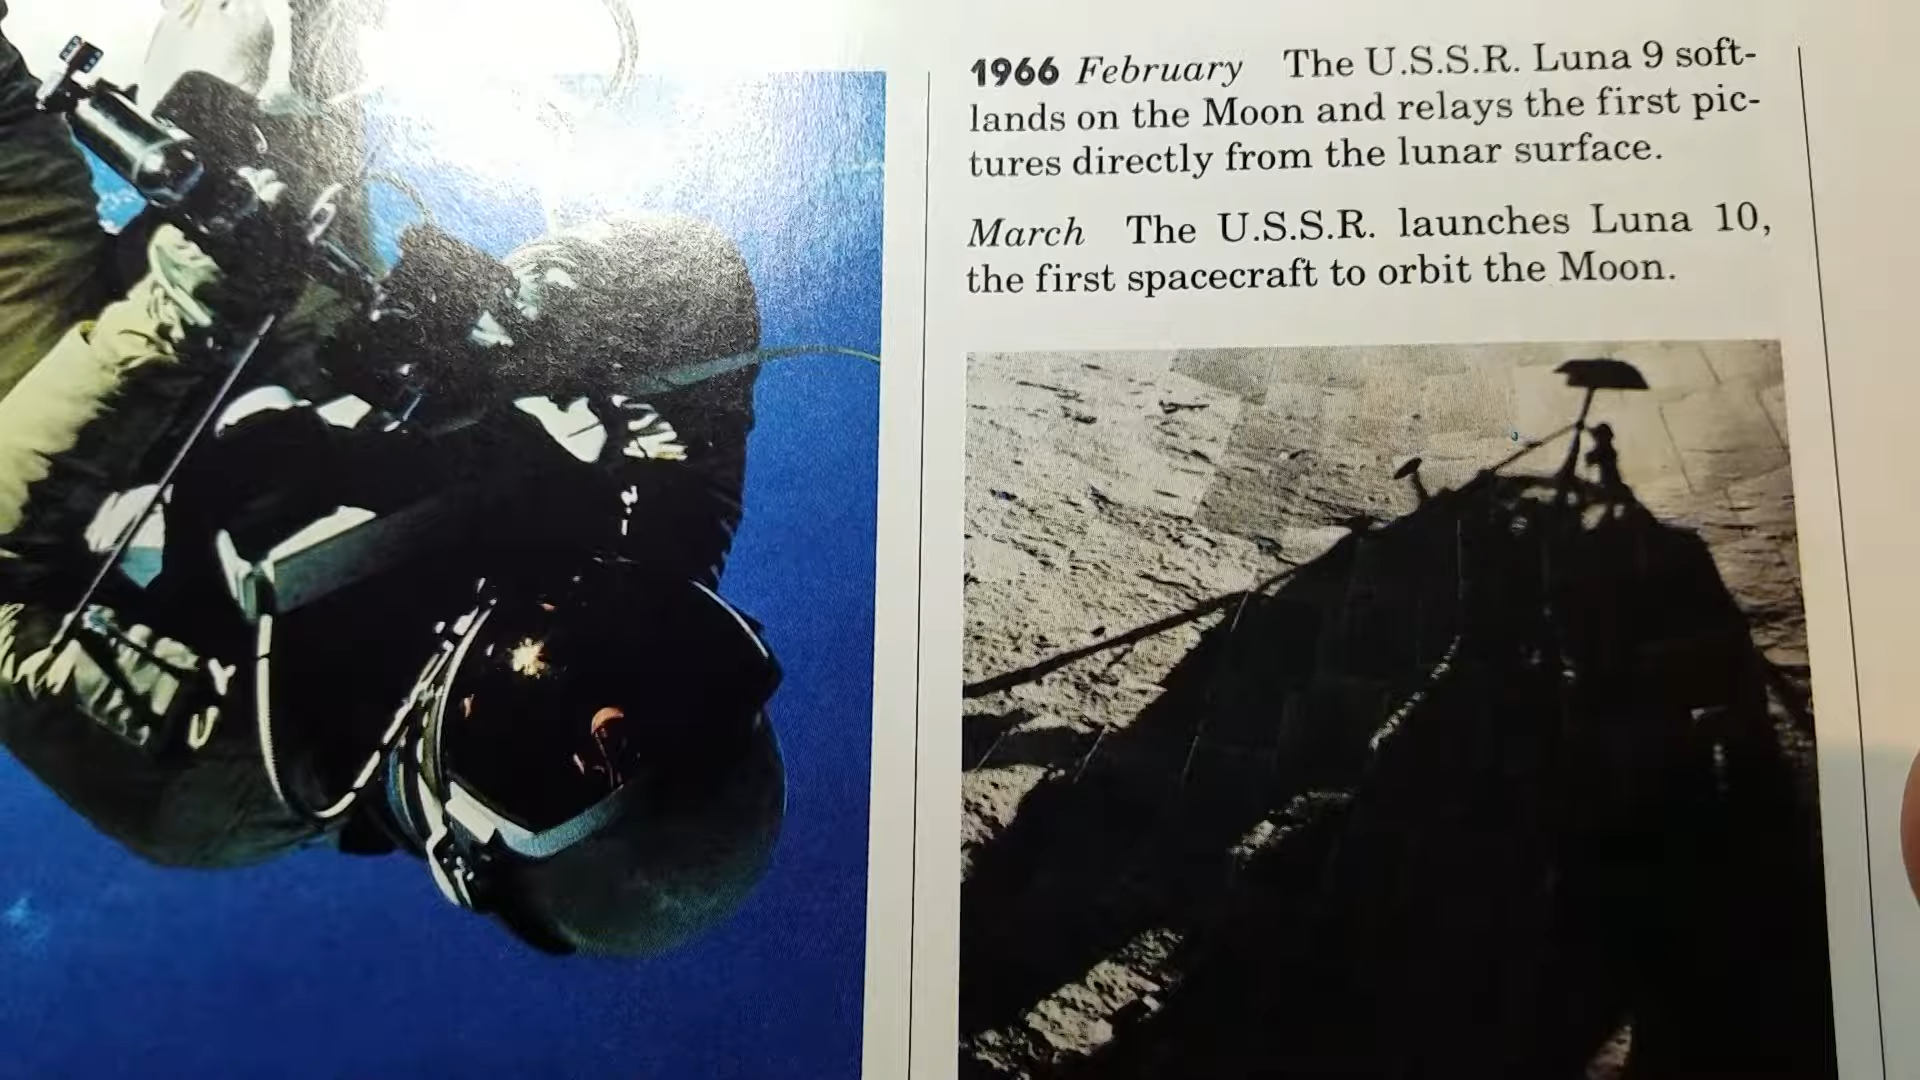 1966 February The U.S.S.R. Luna 9 soft-
lands on the Moon and relays the first pic-
tures directly from the lunar surface.
March The U.S.S.R. launches Luna 10,
the first spacecraft to orbit the Moon.